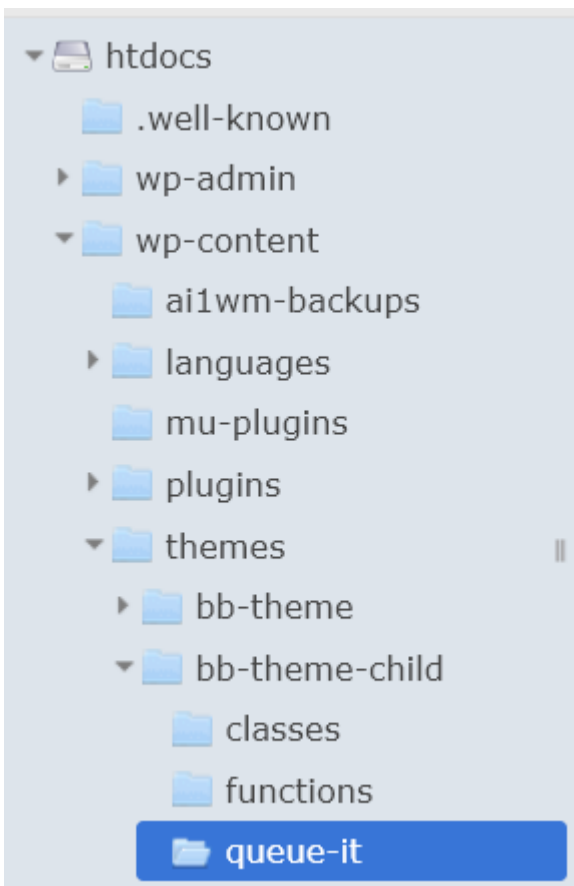 htdocs
.well-known
wp-admin
wp-content
ai1wm-backups
languages
mu-plugins
plugins
themes
bb-theme
bb-theme-child
classes
functions
queue-it